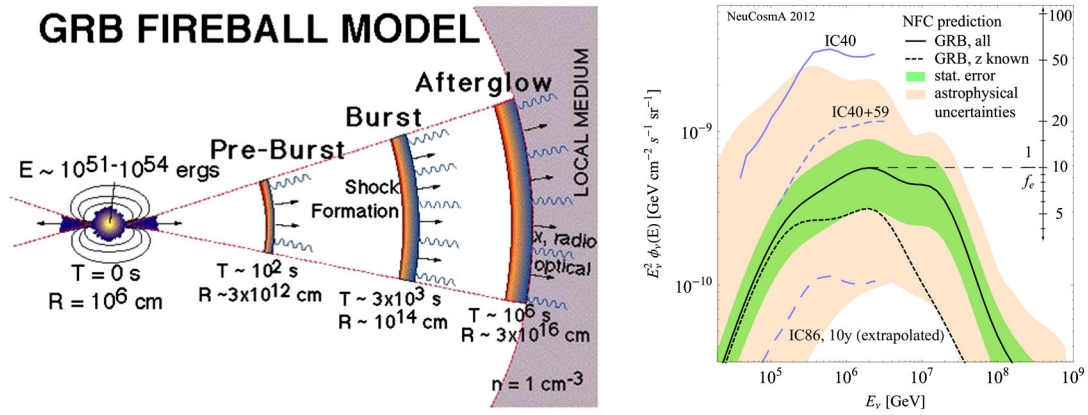 GRB FIREBALL MODEL
Afterglow
Burst
Pre-Burst
E ~ 10^51-10^54 ergs
Shock
Formation
LOCAL MEDIUM
x, radio
optical
T = 0 s
R = 10^6 cm
T ~ 10^2 s
R ~ 3x10^12 cm
T ~ 3x10^3 s
R ~ 10^14 cm
T ~ 10^6 s
R ~ 3x10^16 cm
n = 1 cm^-3
NeuCosmA 2012
NFC prediction
GRB, all
GRB, z known
stat. error
astrophysical
uncertainties
IC40
IC40+59
IC86, 10y (extrapolated)
E_ν^2 ϕ_ν(E) [GeV cm^-2 s^-1 sr^-1]
10^-9
10^-10
10^5
10^6
10^7
10^8
10^9
E_ν [GeV]
100
50
20
10
5
1
f_e